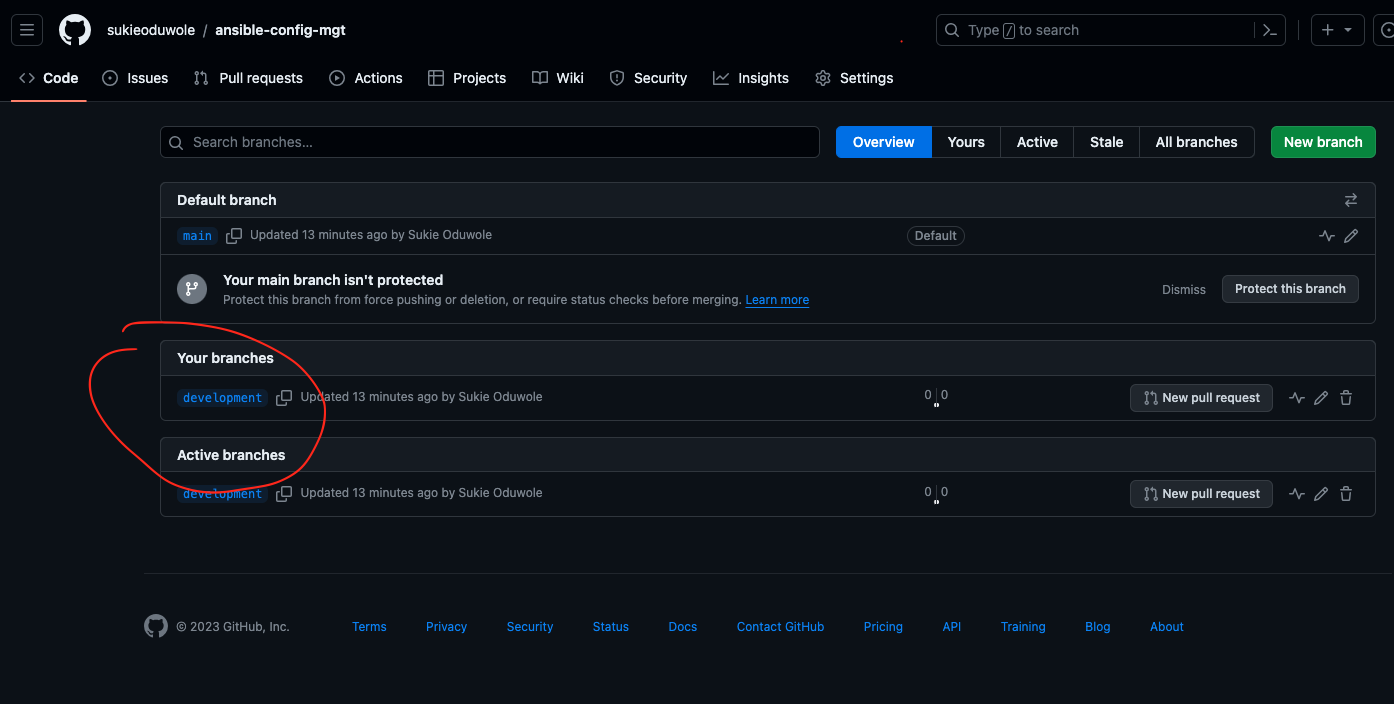 sukieoduwole / ansible-config-mgt
Type / to search
Code Issues Pull requests Actions Projects Wiki Security Insights Settings
Search branches... Overview Yours Active Stale All branches New branch
Default branch
main Updated 13 minutes ago by Sukie Oduwole Default
Your main branch isn't protected
Protect this branch from force pushing or deletion, or require status checks before merging. Learn more Dismiss Protect this branch
Your branches
development Updated 13 minutes ago by Sukie Oduwole 0 0 New pull request
Active branches
development Updated 13 minutes ago by Sukie Oduwole 0 0 New pull request
© 2023 GitHub, Inc. Terms Privacy Security Status Docs Contact GitHub Pricing API Training Blog About